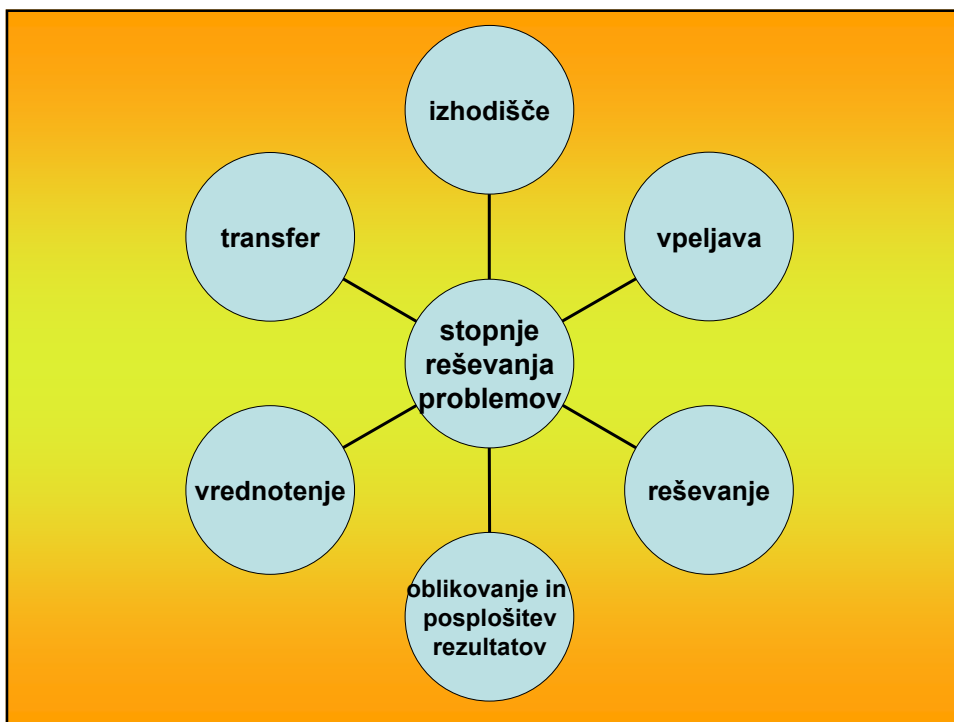 izhodišče
vpeljava
reševanje
oblikovanje in
posplošitev
rezultatov
vrednotenje
transfer
stopnje
reševanja
problemov